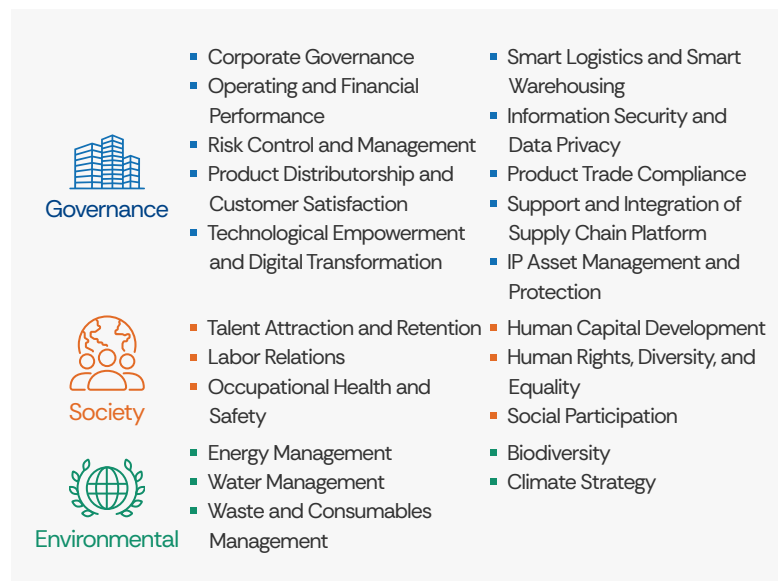 Governance
Corporate Governance
Operating and Financial
Performance
Risk Control and Management
Product Distributorship and
Customer Satisfaction
Technological Empowerment
and Digital Transformation
Smart Logistics and Smart
Warehousing
Information Security and
Data Privacy
Product Trade Compliance
Support and Integration of
Supply Chain Platform
IP Asset Management and
Protection
Society
Talent Attraction and Retention
Labor Relations
Occupational Health and
Safety
Human Capital Development
Human Rights, Diversity, and
Equality
Social Participation
Environmental
Energy Management
Water Management
Waste and Consumables
Management
Biodiversity
Climate Strategy